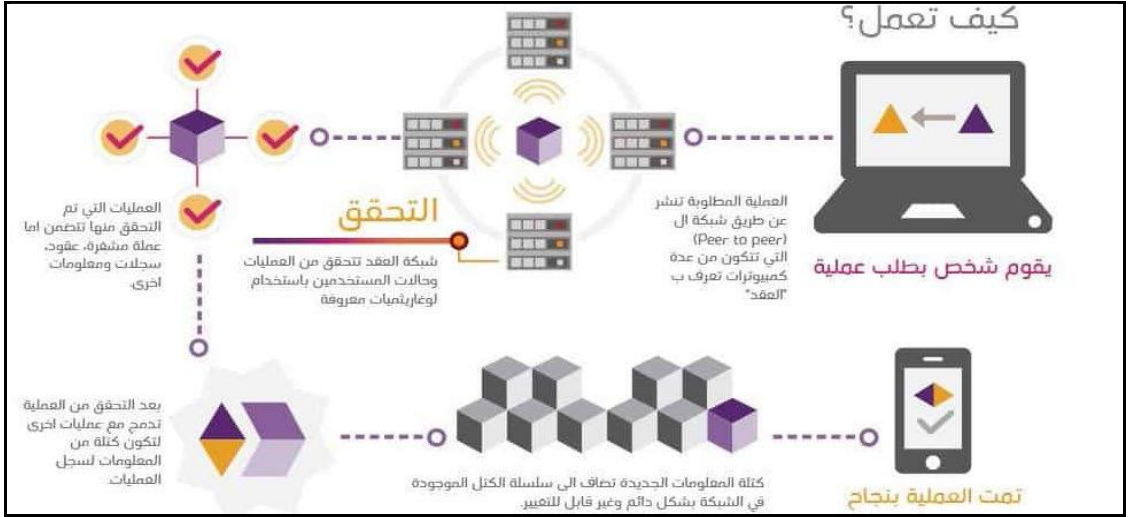 كيف تعمل؟
يقوم شخص بطلب عملية
العملية المطلوبة تنشر
عن طريق شبكة ال
(Peer to peer)
التي تتكون من عدة
كمبيوترات تعرف ب
"العقد"
التحقق
شبكة العقد تتحقق من العمليات
وحالات المستخدمين باستخدام
لوغاريثميات معروفة
العمليات التي تم
التحقق منها تتضمن اما
عملة مشفرة، عقود،
سجلات ومعلومات
اخرى.
بعد التحقق من العملية
تدمج مع عمليات اخرى
لتكون كتلة من
المعلومات لسجل
العمليات.
كتلة المعلومات الجديدة تضاف الى سلسلة الكتل الموجودة
في الشبكة بشكل دائم وغير قابل للتغيير.
تمت العملية بنجاح